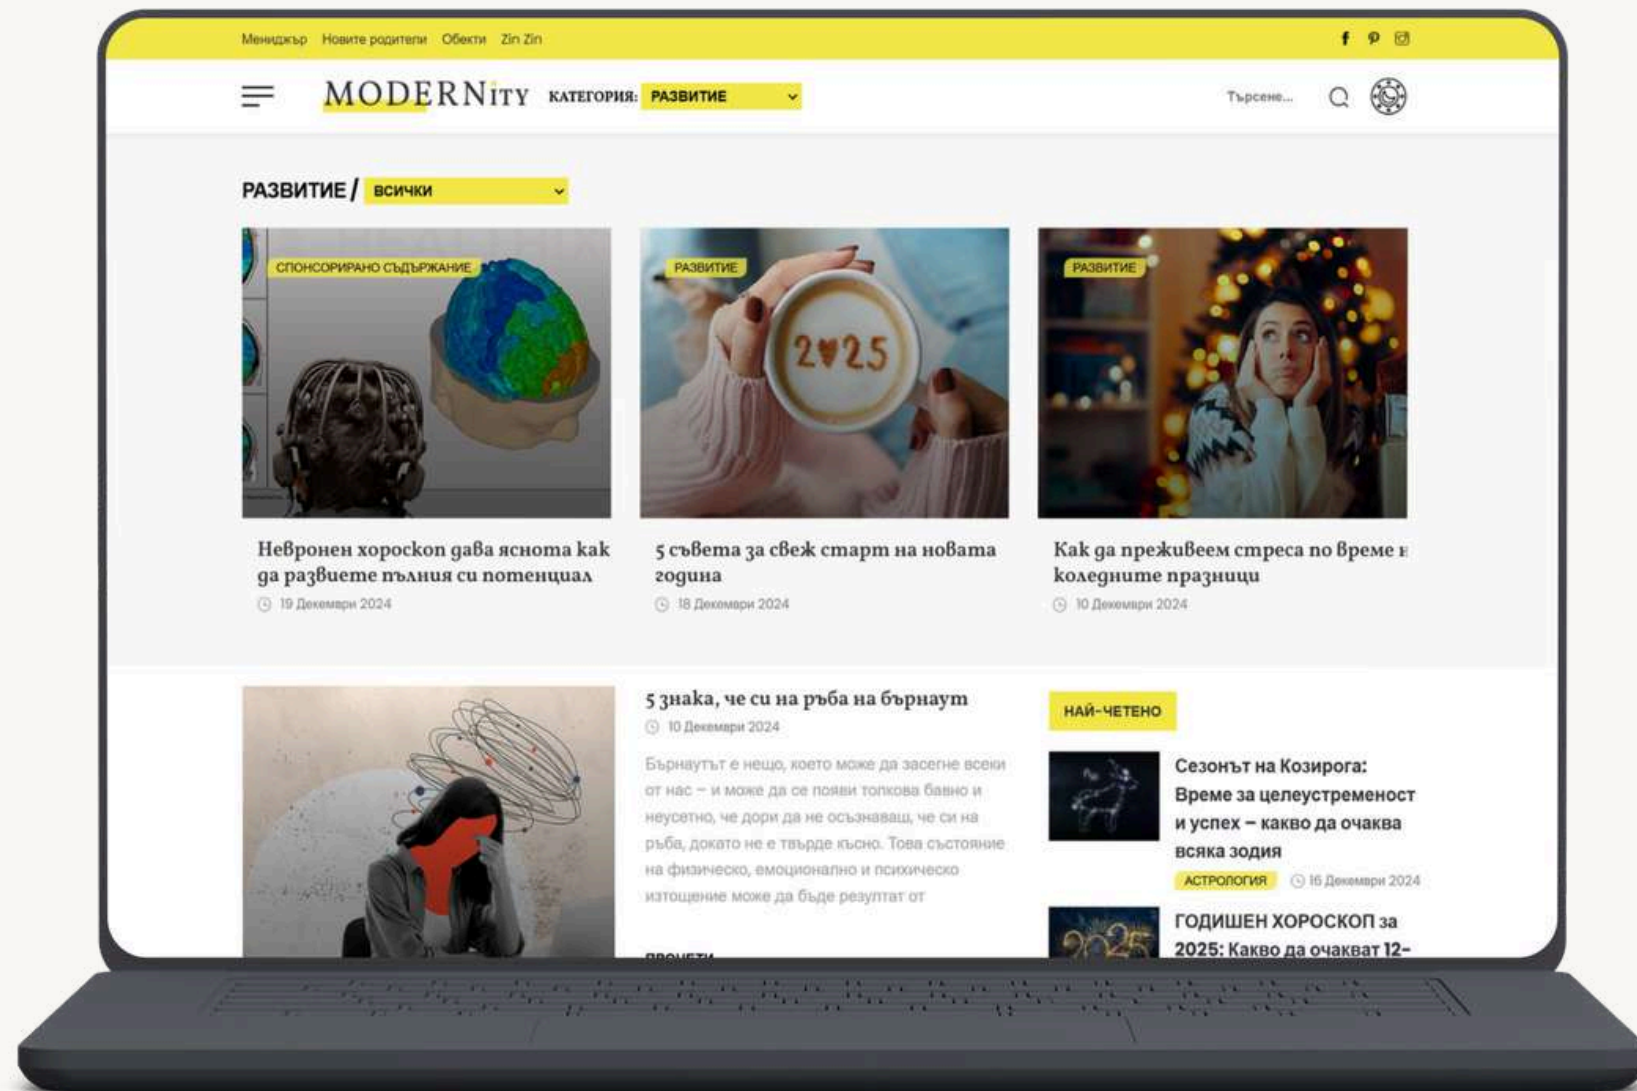 Мениджър Новите родители Обекти Zin Zin
MODERNity КАТЕГОРИЯ: РАЗВИТИЕ
Търсене...
РАЗВИТИЕ / ВСИЧКИ
СПОНСОРИРАНО СЪДЪРЖАНИЕ
Невронен хороскоп дава яснота как
да развиете пълния си потенциал
19 Декември 2024
РАЗВИТИЕ
2025
5 съвета за свеж старт на новата
година
18 Декември 2024
РАЗВИТИЕ
Как да преживеем стреса по време н
коледните празници
10 Декември 2024
5 знака, че си на ръба на бърнаут
10 Декември 2024
Бърнаутът е нещо, което може да засегне всеки
от нас – и може да се появи толкова бавно и
неусетно, че дори да не осъзнаваш, че си на
ръба, докато не е твърде късно. Това състояние
на физическо, емоционално и психическо
изтощение може да бъде резултат от
ПРОЧЕТИ
НАЙ-ЧЕТЕНО
Сезонът на Козирога:
Време за целеустременост
и успех – какво да очаква
всяка зодия
АСТРОЛОГИЯ 16 Декември 2024
2025
ГОДИШЕН ХОРОСКОП за
2025: Какво да очакват 12-